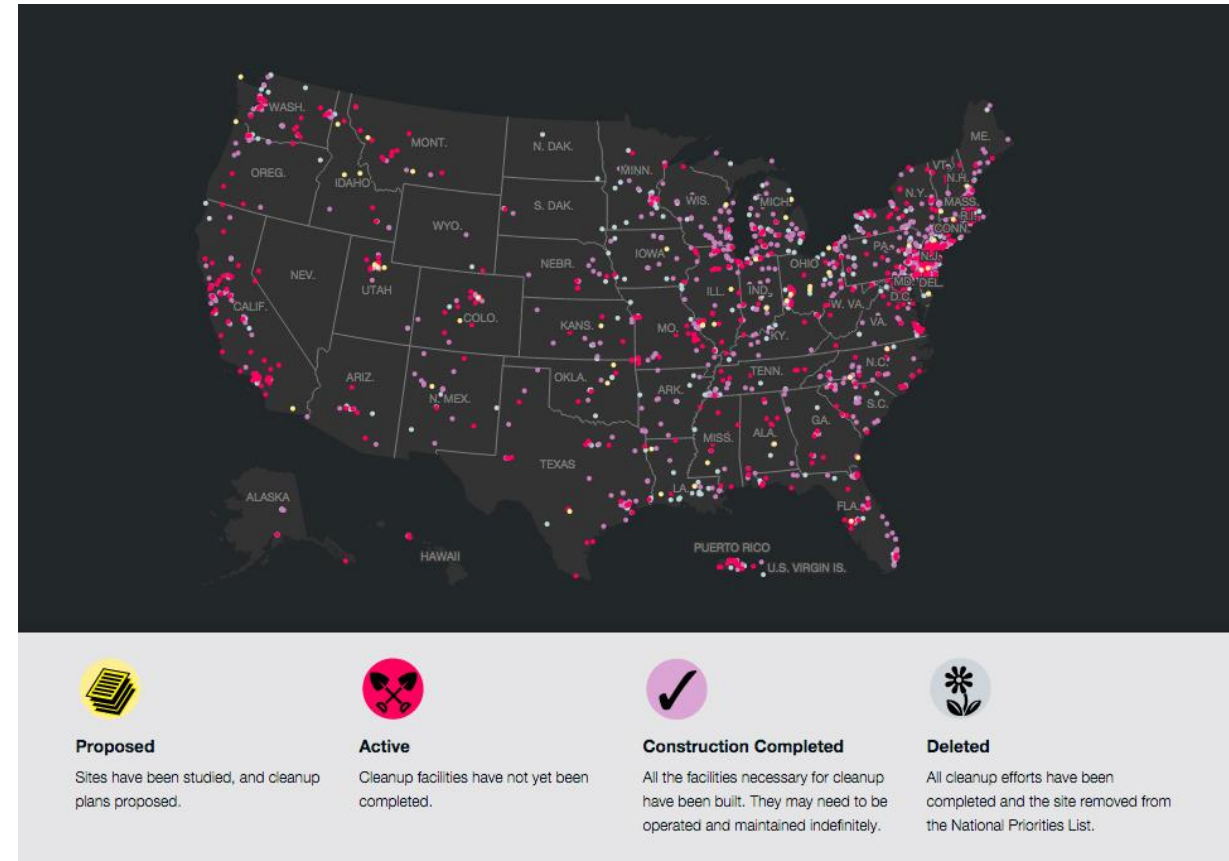 WASH.
ME.
MONT.
N. DAK.
VT.
MINN.
N.H.
OREG.
IDAHO
N.Y.
WIS.
MICH.
MASS.
S. DAK.
R.I.
WYO.
CONN.
PA.
IOWA
N.J.
NEBR.
OHIO
NEV.
MD.
DEL.
UTAH
ILL.
IND.
D.C.
CALIF.
W. VA.
COLO.
VA.
KANS.
MO.
KY.
N.C.
TENN.
ARIZ.
OKLA.
ARK.
N. MEX.
S.C.
GA.
MISS.
ALA.
TEXAS
LA.
ALASKA
FLA.
PUERTO RICO
HAWAII
U.S. VIRGIN IS.
Proposed
Sites have been studied, and cleanup
plans proposed.
Active
Cleanup facilities have not yet been
completed.
Construction Completed
All the facilities necessary for cleanup
have been built. They may need to be
operated and maintained indefinitely.
Deleted
All cleanup efforts have been
completed and the site removed from
the National Priorities List.